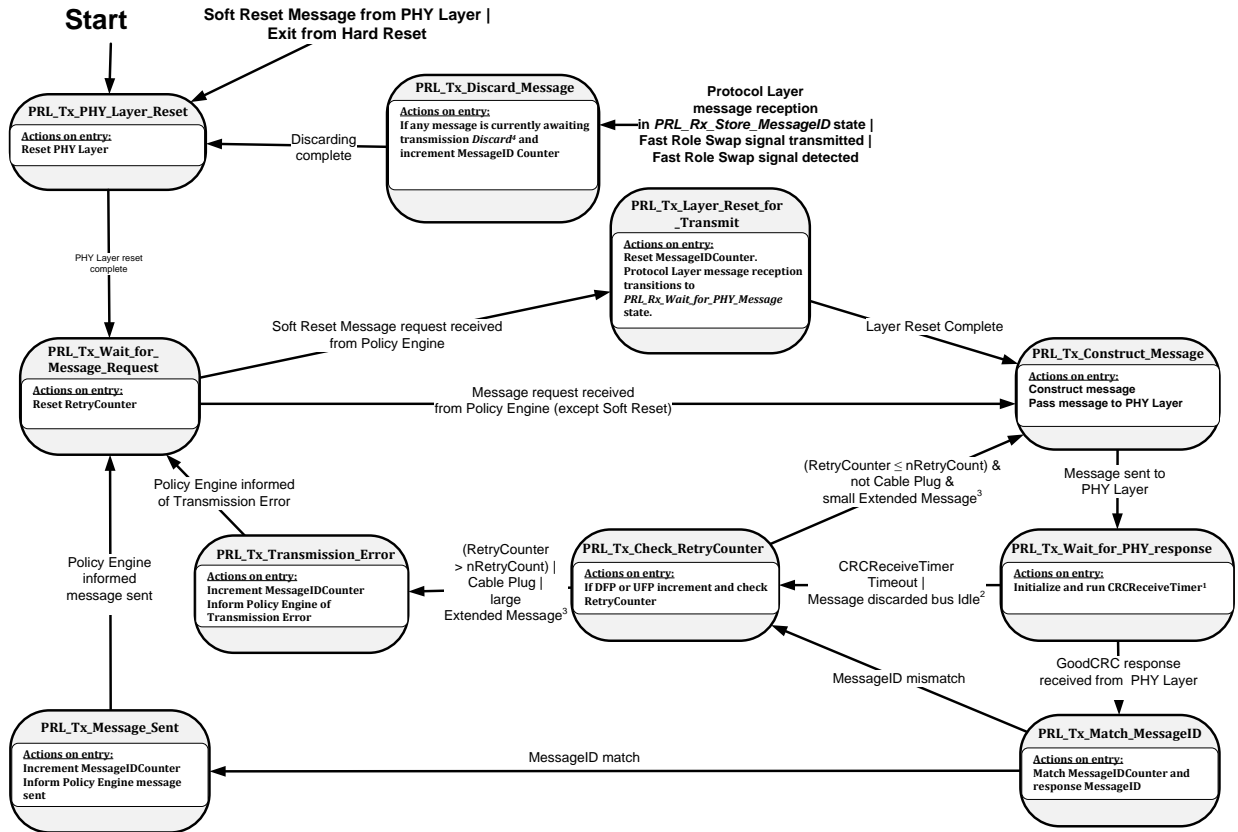 Start
Soft Reset Message from PHY Layer |
Exit from Hard Reset
PRL_Tx_PHY_Layer_Reset
Actions on entry:
Reset PHY Layer
PRL_Tx_Discard_Message
Actions on entry:
If any message is currently awaiting
transmission Discard⁴ and
increment MessageID Counter
Protocol Layer
message reception
in PRL_Rx_Store_MessageID state |
Fast Role Swap signal transmitted |
Fast Role Swap signal detected
Discarding
complete
PRL_Tx_Layer_Reset_for
_Transmit
Actions on entry:
Reset MessageIDCounter.
Protocol Layer message reception
transitions to
PRL_Rx_Wait_for_PHY_Message
state.
PHY Layer reset
complete
Soft Reset Message request received
from Policy Engine
Layer Reset Complete
PRL_Tx_Wait_for_
Message_Request
Actions on entry:
Reset RetryCounter
Message request received
from Policy Engine (except Soft Reset)
PRL_Tx_Construct_Message
Actions on entry:
Construct message
Pass message to PHY Layer
Policy Engine informed
of Transmission Error
(RetryCounter ≤ nRetryCount) &
not Cable Plug &
small Extended Message³
Message sent to
PHY Layer
PRL_Tx_Transmission_Error
Actions on entry:
Increment MessageIDCounter
Inform Policy Engine of
Transmission Error
(RetryCounter
> nRetryCount) |
Cable Plug |
large
Extended Message³
PRL_Tx_Check_RetryCounter
Actions on entry:
If DFP or UFP increment and check
RetryCounter
CRCReceiveTimer
Timeout |
Message discarded bus Idle²
PRL_Tx_Wait_for_PHY_response
Actions on entry:
Initialize and run CRCReceiveTimer¹
Policy Engine
informed
message sent
MessageID mismatch
GoodCRC response
received from PHY Layer
PRL_Tx_Message_Sent
Actions on entry:
Increment MessageIDCounter
Inform Policy Engine message
sent
MessageID match
PRL_Tx_Match_MessageID
Actions on entry:
Match MessageIDCounter and
response MessageID